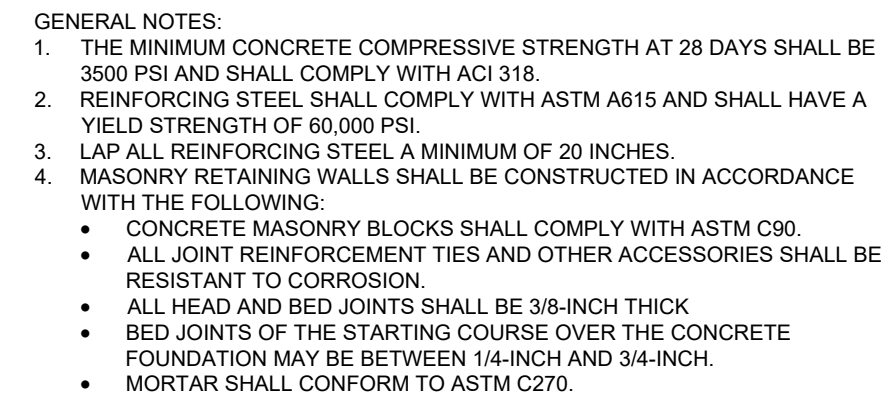 GENERAL NOTES:
1. THE MINIMUM CONCRETE COMPRESSIVE STRENGTH AT 28 DAYS SHALL BE
3500 PSI AND SHALL COMPLY WITH ACI 318.
2. REINFORCING STEEL SHALL COMPLY WITH ASTM A615 AND SHALL HAVE A
YIELD STRENGTH OF 60,000 PSI.
3. LAP ALL REINFORCING STEEL A MINIMUM OF 20 INCHES.
4. MASONRY RETAINING WALLS SHALL BE CONSTRUCTED IN ACCORDANCE
WITH THE FOLLOWING:
• CONCRETE MASONRY BLOCKS SHALL COMPLY WITH ASTM C90.
• ALL JOINT REINFORCEMENT TIES AND OTHER ACCESSORIES SHALL BE
RESISTANT TO CORROSION.
• ALL HEAD AND BED JOINTS SHALL BE 3/8-INCH THICK
• BED JOINTS OF THE STARTING COURSE OVER THE CONCRETE
FOUNDATION MAY BE BETWEEN 1/4-INCH AND 3/4-INCH.
• MORTAR SHALL CONFORM TO ASTM C270.